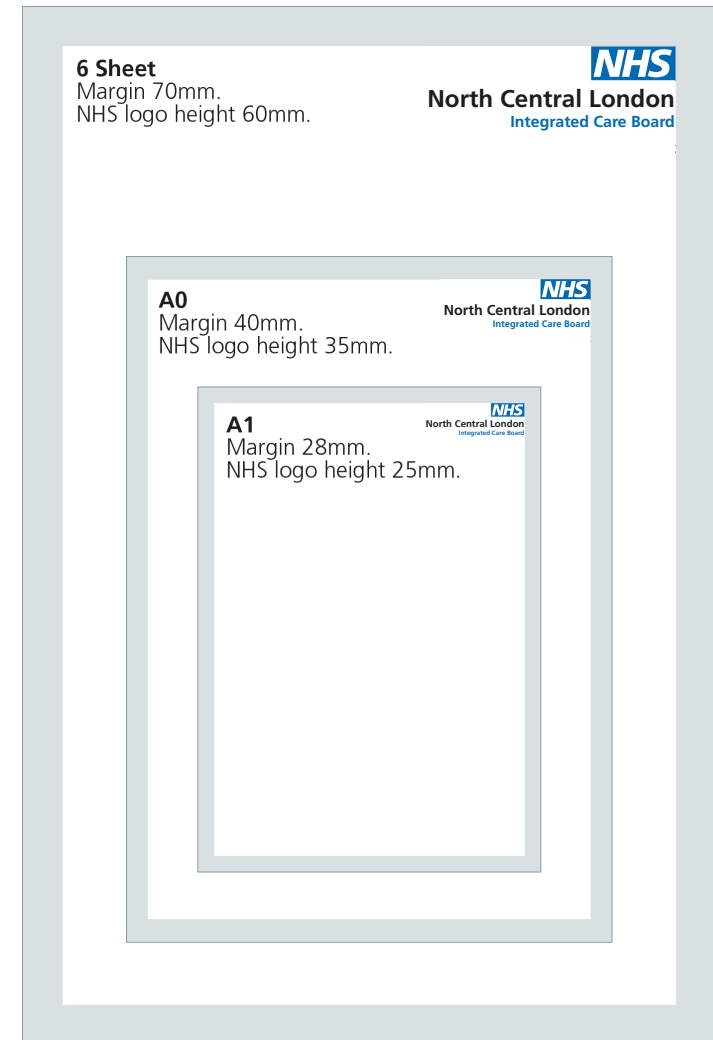 6 Sheet
Margin 70mm.
NHS logo height 60mm.
NHS
North Central London
Integrated Care Board
A0
Margin 40mm.
NHS logo height 35mm.
NHS
North Central London
Integrated Care Board
A1
Margin 28mm.
NHS logo height 25mm.
NHS
North Central London
Integrated Care Board